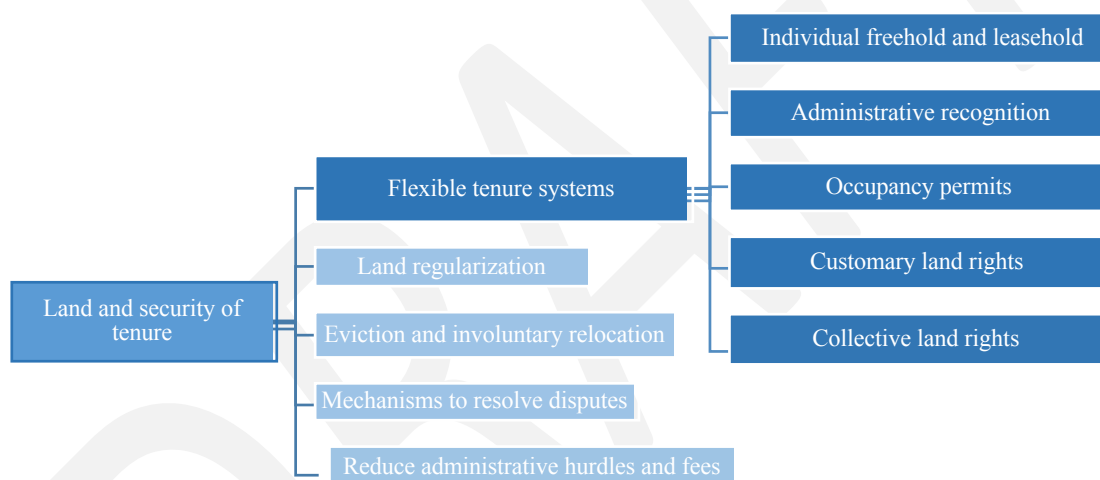 Individual freehold and leasehold
Administrative recognition
Flexible tenure systems
Occupancy permits
Land regularization
Customary land rights
Land and security of
tenure
Eviction and involuntary relocation
Collective land rights
Mechanisms to resolve disputes
Reduce administrative hurdles and fees